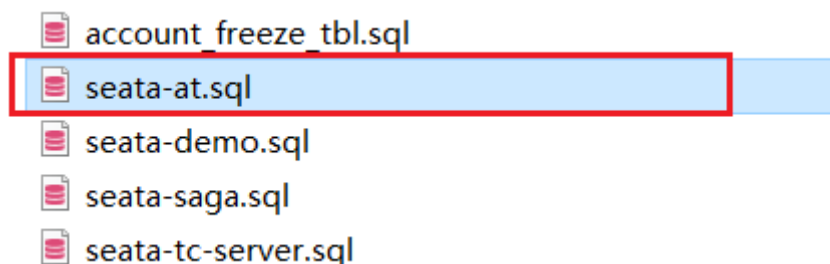 account_freeze_tbl.sql
seata-at.sql
seata-demo.sql
seata-saga.sql
seata-tc-server.sql